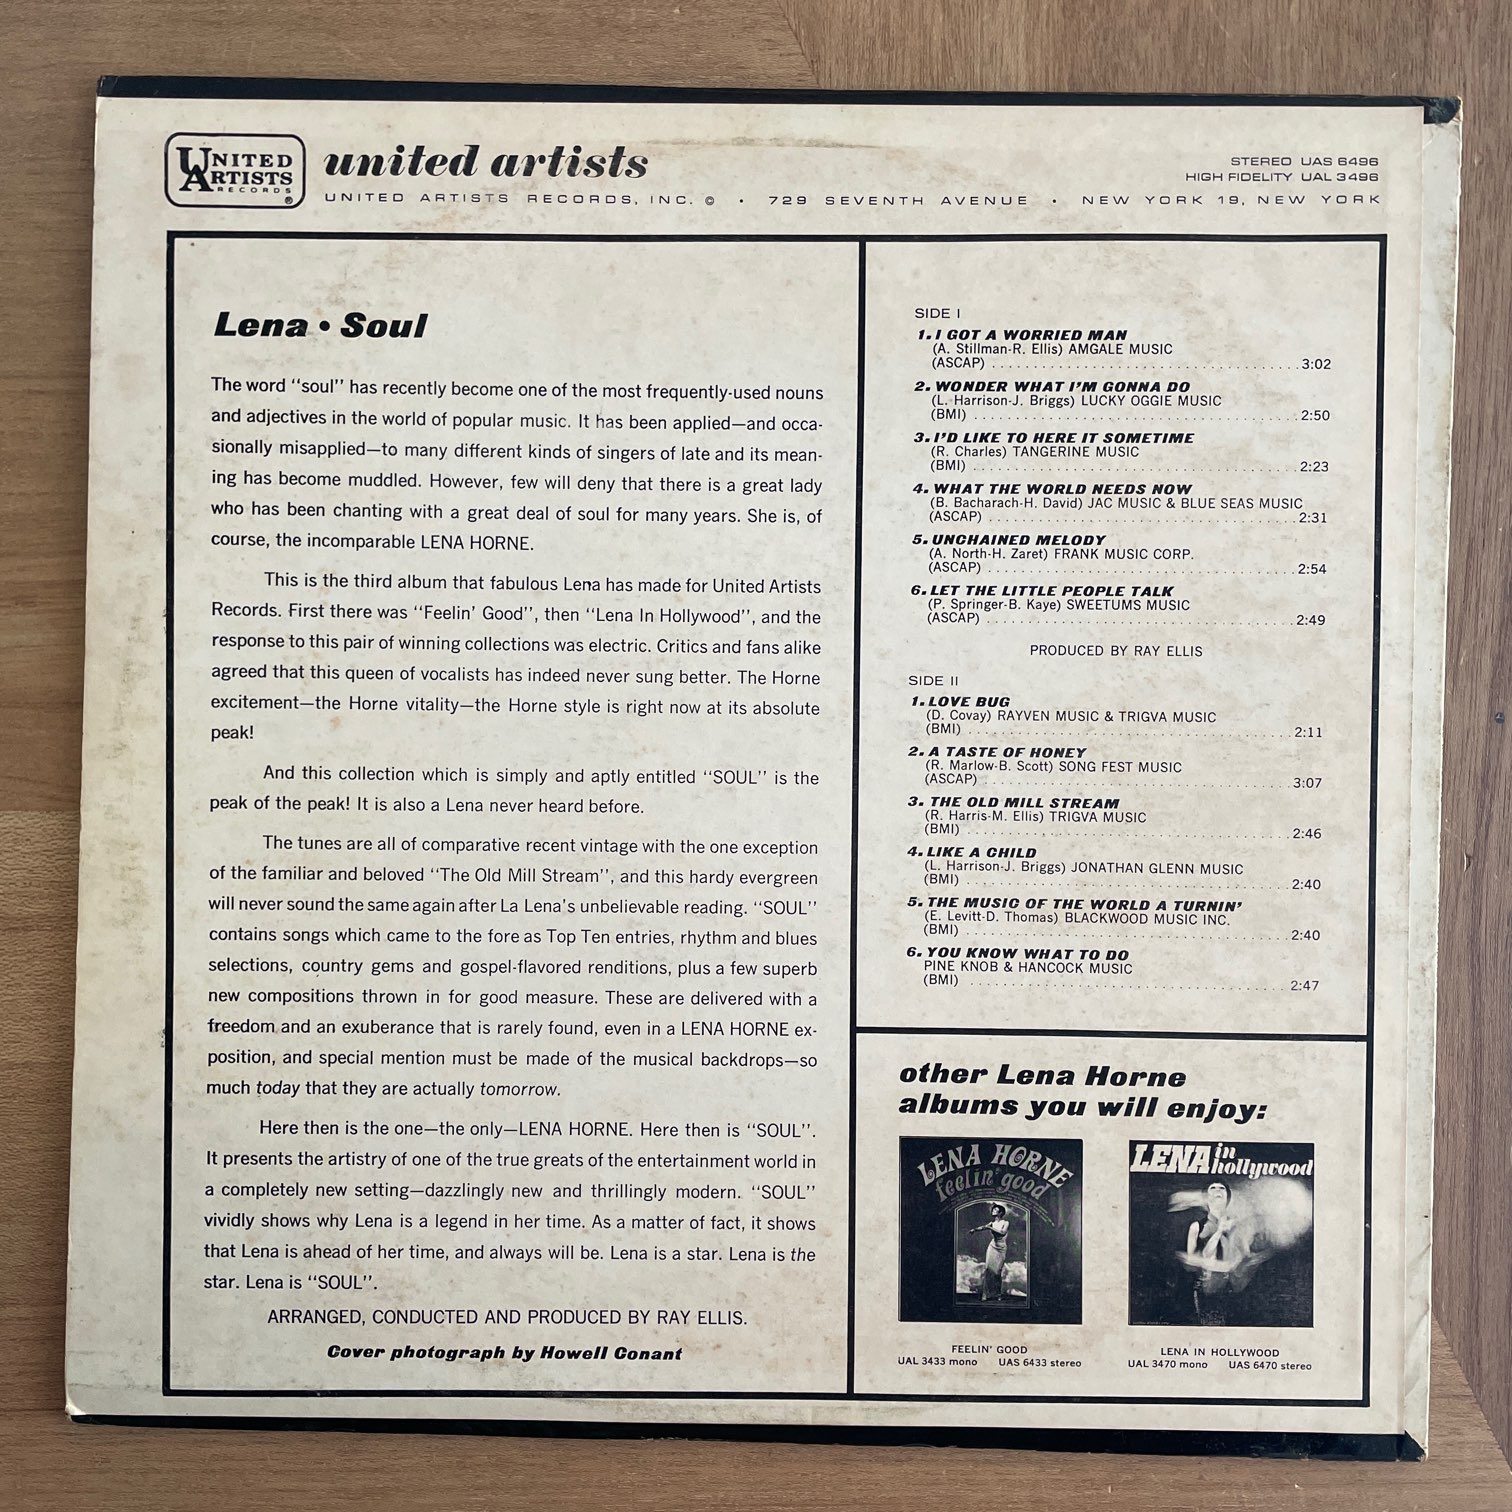 UNITED
ARTISTS
RECORDS
®
united artists
STEREO UAS 6496
HIGH FIDELITY UAL 3496
UNITED ARTISTS RECORDS, INC. © • 729 SEVENTH AVENUE • NEW YORK 19, NEW YORK
Lena • Soul
The word "soul" has recently become one of the most frequently-used nouns
and adjectives in the world of popular music. It has been applied—and occa-
sionally misapplied—to many different kinds of singers of late and its mean-
ing has become muddled. However, few will deny that there is a great lady
who has been chanting with a great deal of soul for many years. She is, of
course, the incomparable LENA HORNE.
This is the third album that fabulous Lena has made for United Artists
Records. First there was "Feelin' Good", then "Lena In Hollywood", and the
response to this pair of winning collections was electric. Critics and fans alike
agreed that this queen of vocalists has indeed never sung better. The Horne
excitement—the Horne vitality—the Horne style is right now at its absolute
peak!
And this collection which is simply and aptly entitled "SOUL" is the
peak of the peak! It is also a Lena never heard before.
The tunes are all of comparative recent vintage with the one exception
of the familiar and beloved "The Old Mill Stream", and this hardy evergreen
will never sound the same again after La Lena's unbelievable reading. "SOUL"
contains songs which came to the fore as Top Ten entries, rhythm and blues
selections, country gems and gospel-flavored renditions, plus a few superb
new compositions thrown in for good measure. These are delivered with a
freedom and an exuberance that is rarely found, even in a LENA HORNE ex-
position, and special mention must be made of the musical backdrops—so
much today that they are actually tomorrow.
Here then is the one—the only—LENA HORNE. Here then is "SOUL".
It presents the artistry of one of the true greats of the entertainment world in
a completely new setting—dazzlingly new and thrillingly modern. "SOUL"
vividly shows why Lena is a legend in her time. As a matter of fact, it shows
that Lena is ahead of her time, and always will be. Lena is a star. Lena is the
star. Lena is "SOUL".
ARRANGED, CONDUCTED AND PRODUCED BY RAY ELLIS.
Cover photograph by Howell Conant
SIDE I
1. I GOT A WORRIED MAN
(A. Stillman-R. Ellis) AMGALE MUSIC
(ASCAP) ........................................ 3:02
2. WONDER WHAT I'M GONNA DO
(L. Harrison-J. Briggs) LUCKY OGGIE MUSIC
(BMI) ........................................ 2:50
3. I'D LIKE TO HERE IT SOMETIME
(R. Charles) TANGERINE MUSIC
(BMI) ........................................ 2:23
4. WHAT THE WORLD NEEDS NOW
(B. Bacharach-H. David) JAC MUSIC & BLUE SEAS MUSIC
(ASCAP) ........................................ 2:31
5. UNCHAINED MELODY
(A. North-H. Zaret) FRANK MUSIC CORP.
(ASCAP) ........................................ 2:54
6. LET THE LITTLE PEOPLE TALK
(P. Springer-B. Kaye) SWEETUMS MUSIC
(ASCAP) ........................................ 2:49
PRODUCED BY RAY ELLIS
SIDE II
1. LOVE BUG
(D. Covay) RAYVEN MUSIC & TRIGVA MUSIC
(BMI) ........................................ 2:11
2. A TASTE OF HONEY
(R. Marlow-B. Scott) SONG FEST MUSIC
(ASCAP) ........................................ 3:07
3. THE OLD MILL STREAM
(R. Harris-M. Ellis) TRIGVA MUSIC
(BMI) ........................................ 2:46
4. LIKE A CHILD
(L. Harrison-J. Briggs) JONATHAN GLENN MUSIC
(BMI) ........................................ 2:40
5. THE MUSIC OF THE WORLD A TURNIN'
(E. Levitt-D. Thomas) BLACKWOOD MUSIC INC.
(BMI) ........................................ 2:40
6. YOU KNOW WHAT TO DO
PINE KNOB & HANCOCK MUSIC
(BMI) ........................................ 2:47
other Lena Horne
albums you will enjoy:
LENA HORNE
feelin' good
LENA in
hollywood
FEELIN' GOOD
UAL 3433 mono UAS 6433 stereo
LENA IN HOLLYWOOD
UAL 3470 mono UAS 6470 stereo